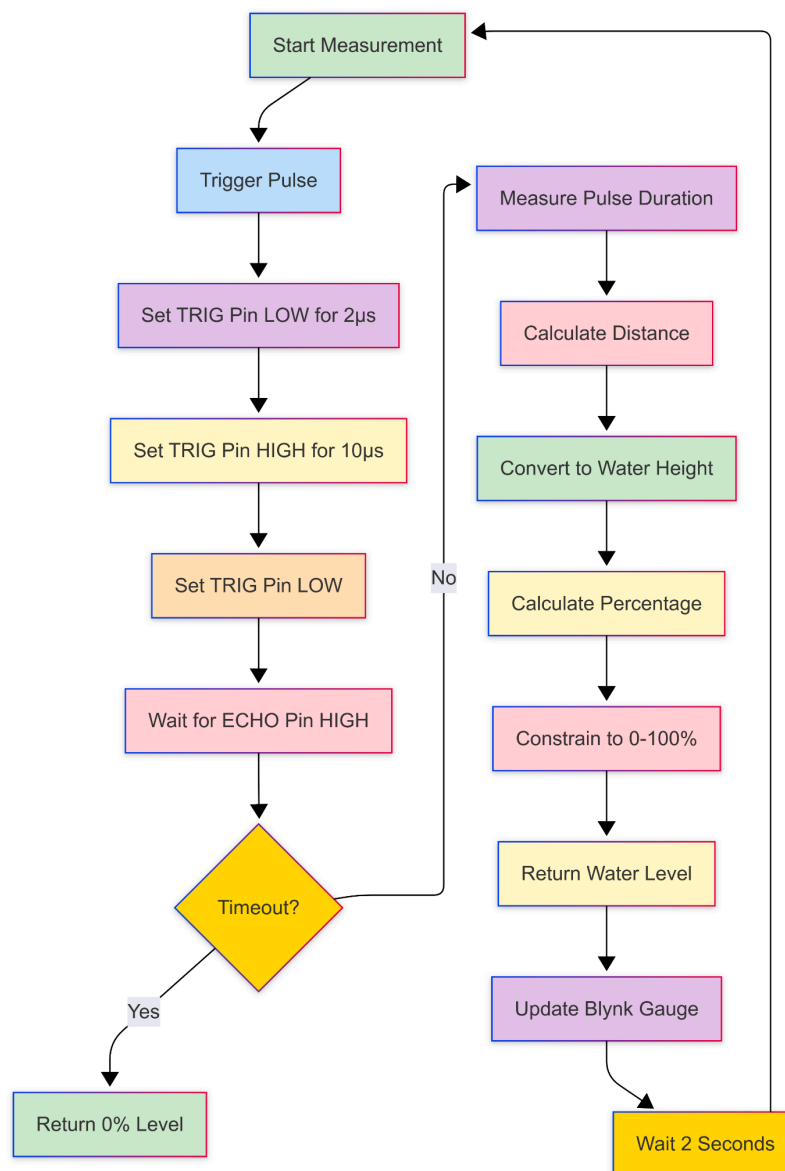 Start Measurement
Trigger Pulse
Set TRIG Pin LOW for 2µs
Set TRIG Pin HIGH for 10µs
Set TRIG Pin LOW
Wait for ECHO Pin HIGH
Timeout?
Yes
Return 0% Level
No
Measure Pulse Duration
Calculate Distance
Convert to Water Height
Calculate Percentage
Constrain to 0-100%
Return Water Level
Update Blynk Gauge
Wait 2 Seconds